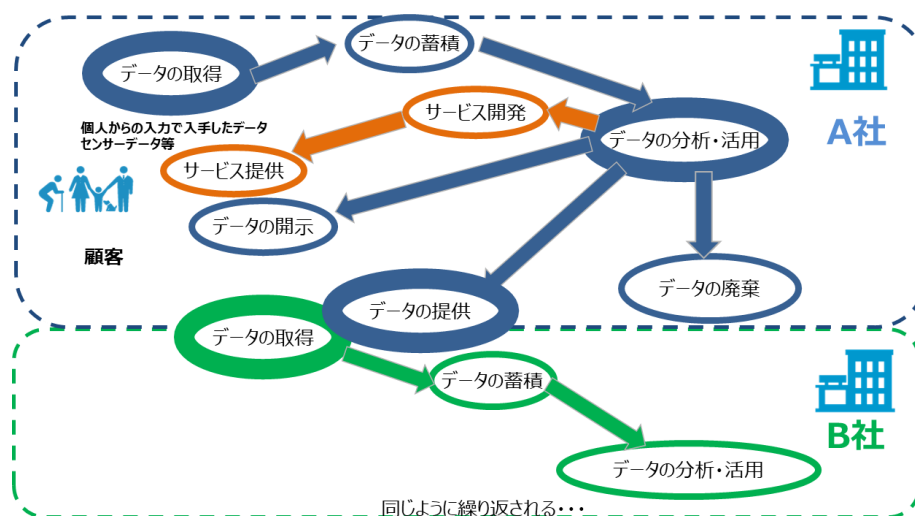 データの蓄積
データの取得
サービス開発
個人からの入力で入手したデータ
センサーデータ等
データの分析・活用
A社
サービス提供
データの開示
顧客
データの廃棄
データの提供
データの取得
データの蓄積
B社
データの分析・活用
同じように繰り返される・・・